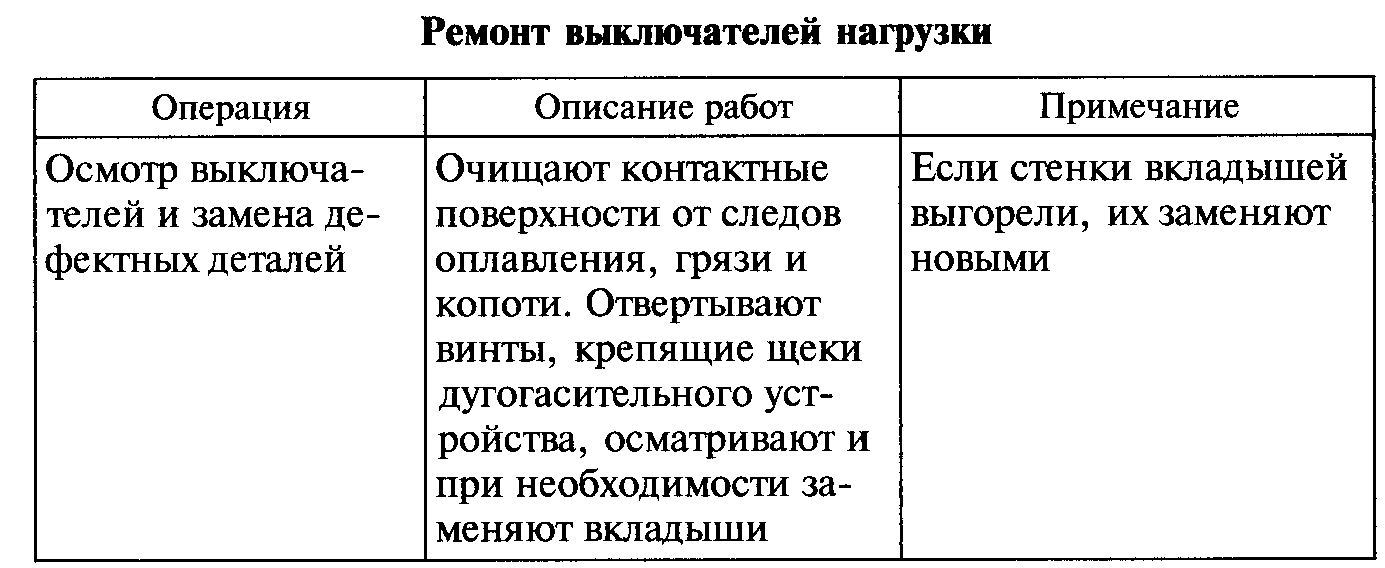 Ремонт выключателей нагрузки
Операция
Описание работ
Примечание
Осмотр выключа-
телей и замена де-
фектных деталей
Очищают контактные
поверхности от следов
оплавления, грязи и
копоти. Отвертывают
винты, крепящие щеки
дугогасительного уст-
ройства, осматривают и
при необходимости за-
меняют вкладыши
Если стенки вкладышей
выгорели, их заменяют
новыми